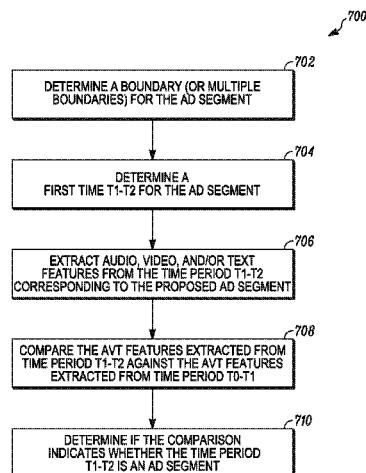 700
702
DETERMINE A BOUNDARY (OR MULTIPLE
BOUNDARIES) FOR THE AD SEGMENT
704
DETERMINE A
FIRST TIME T1-T2 FOR THE AD SEGMENT
706
EXTRACT AUDIO, VIDEO, AND/OR TEXT
FEATURES FROM THE TIME PERIOD T1-T2
CORRESPONDING TO THE PROPOSED AD SEGMENT
708
COMPARE THE AVT FEATURES EXTRACTED FROM
TIME PERIOD T1-T2 AGAINST THE AVT FEATURES
EXTRACTED FROM TIME PERIOD T0-T1
710
DETERMINE IF THE COMPARISON
INDICATES WHETHER THE TIME PERIOD
T1-T2 IS AN AD SEGMENT